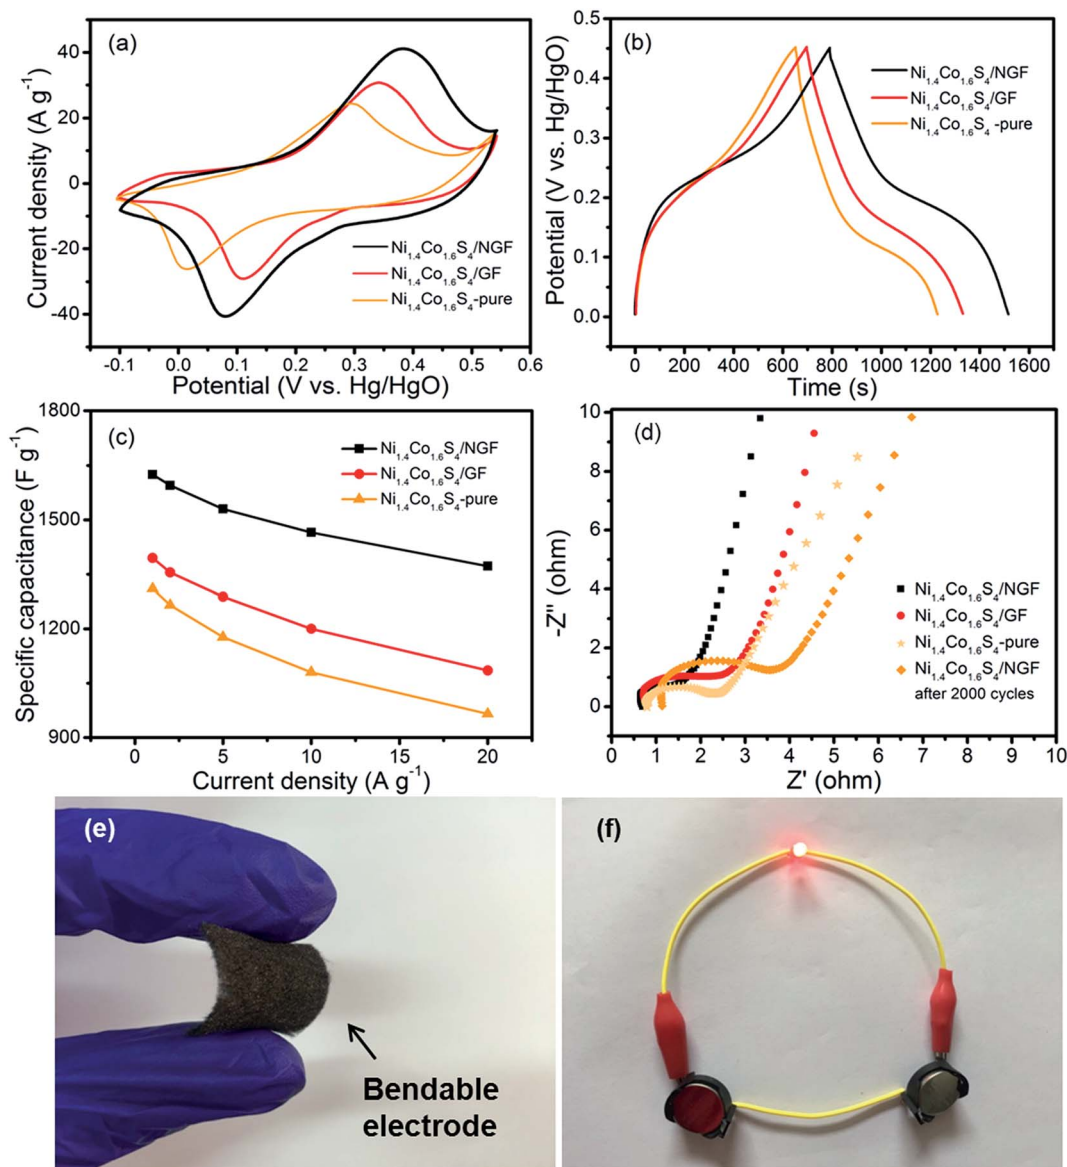 (a)
Current density (A g⁻¹)
40
20
0
-20
-40
-0.1 0.0 0.1 0.2 0.3 0.4 0.5 0.6
Potential (V vs. Hg/HgO)
Ni₁.₄Co₁.₆S₄/NGF
Ni₁.₄Co₁.₆S₄/GF
Ni₁.₄Co₁.₆S₄-pure
(b)
Potential (V vs. Hg/HgO)
0.5
0.4
0.3
0.2
0.1
0.0
0 200 400 600 800 1000 1200 1400 1600
Time (s)
Ni₁.₄Co₁.₆S₄/NGF
Ni₁.₄Co₁.₆S₄/GF
Ni₁.₄Co₁.₆S₄ -pure
(c)
Specific capacitance (F g⁻¹)
1800
1500
1200
900
0 5 10 15 20
Current density (A g⁻¹)
Ni₁.₄Co₁.₆S₄/NGF
Ni₁.₄Co₁.₆S₄/GF
Ni₁.₄Co₁.₆S₄-pure
(d)
-Z" (ohm)
10
8
6
4
2
0
0 1 2 3 4 5 6 7 8 9 10
Z' (ohm)
Ni₁.₄Co₁.₆S₄/NGF
Ni₁.₄Co₁.₆S₄/GF
Ni₁.₄Co₁.₆S₄-pure
Ni₁.₄Co₁.₆S₄/NGF
after 2000 cycles
(e)
Bendable
electrode
(f)